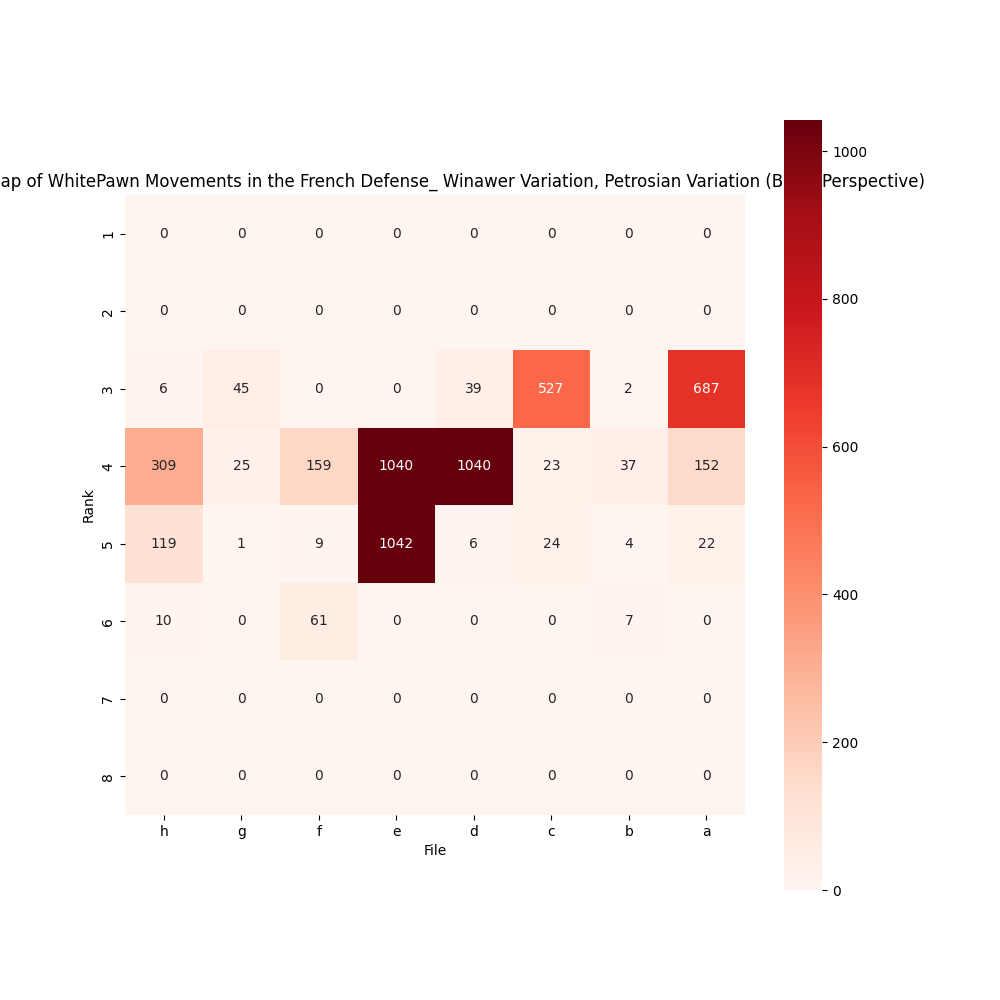 ap of WhitePawn Movements in the French Defense_ Winawer Variation, Petrosian Variation (B Perspective)
1000
800
600
400
200
0
Rank
1 0 0 0 0 0 0 0 0
2 0 0 0 0 0 0 0 0
3 6 45 0 0 39 527 2 687
4 309 25 159 1040 1040 23 37 152
5 119 1 9 1042 6 24 4 22
6 10 0 61 0 0 0 7 0
7 0 0 0 0 0 0 0 0
8 0 0 0 0 0 0 0 0
h g f e d c b a
File